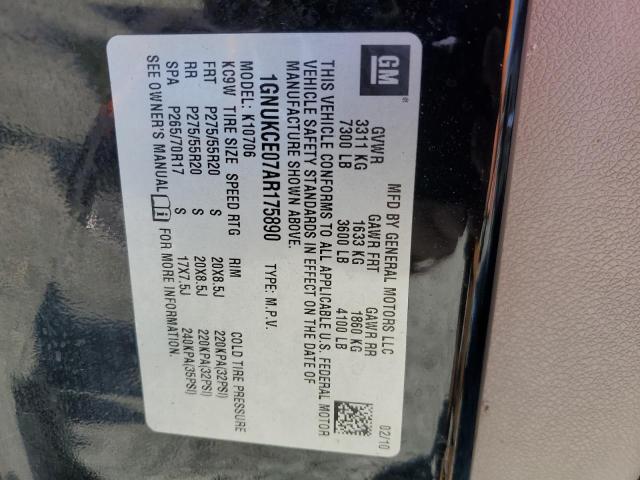 GM ®
MFD BY GENERAL MOTORS LLC 02/10
GVWR GAWR FRT GAWR RR
3311 KG 1633 KG 1860 KG
7300 LB 3600 LB 4100 LB
THIS VEHICLE CONFORMS TO ALL APPLICABLE U.S. FEDERAL MOTOR
VEHICLE SAFETY STANDARDS IN EFFECT ON THE DATE OF
MANUFACTURE SHOWN ABOVE.
1GNUKCE07AR175890 TYPE: M.P.V.
MODEL: K10706
KC9W TIRE SIZE SPEED RTG RIM COLD TIRE PRESSURE
FRT P275/55R20 S 20X8.5J 220KPA(32PSI)
RR P275/55R20 S 20X8.5J 220KPA(32PSI)
SPA P265/70R17 S 17X7.5J 240KPA(35PSI)
SEE OWNER'S MANUAL FOR MORE INFORMATION.